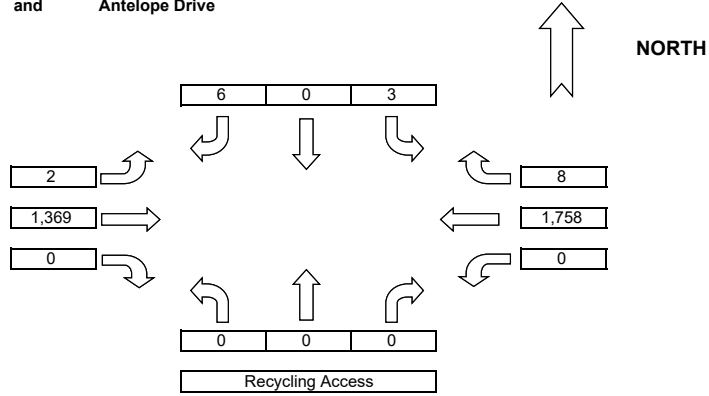 and Antelope Drive
NORTH
6 0 3
2 8
1,369 1,758
0 0
0 0 0
Recycling Access